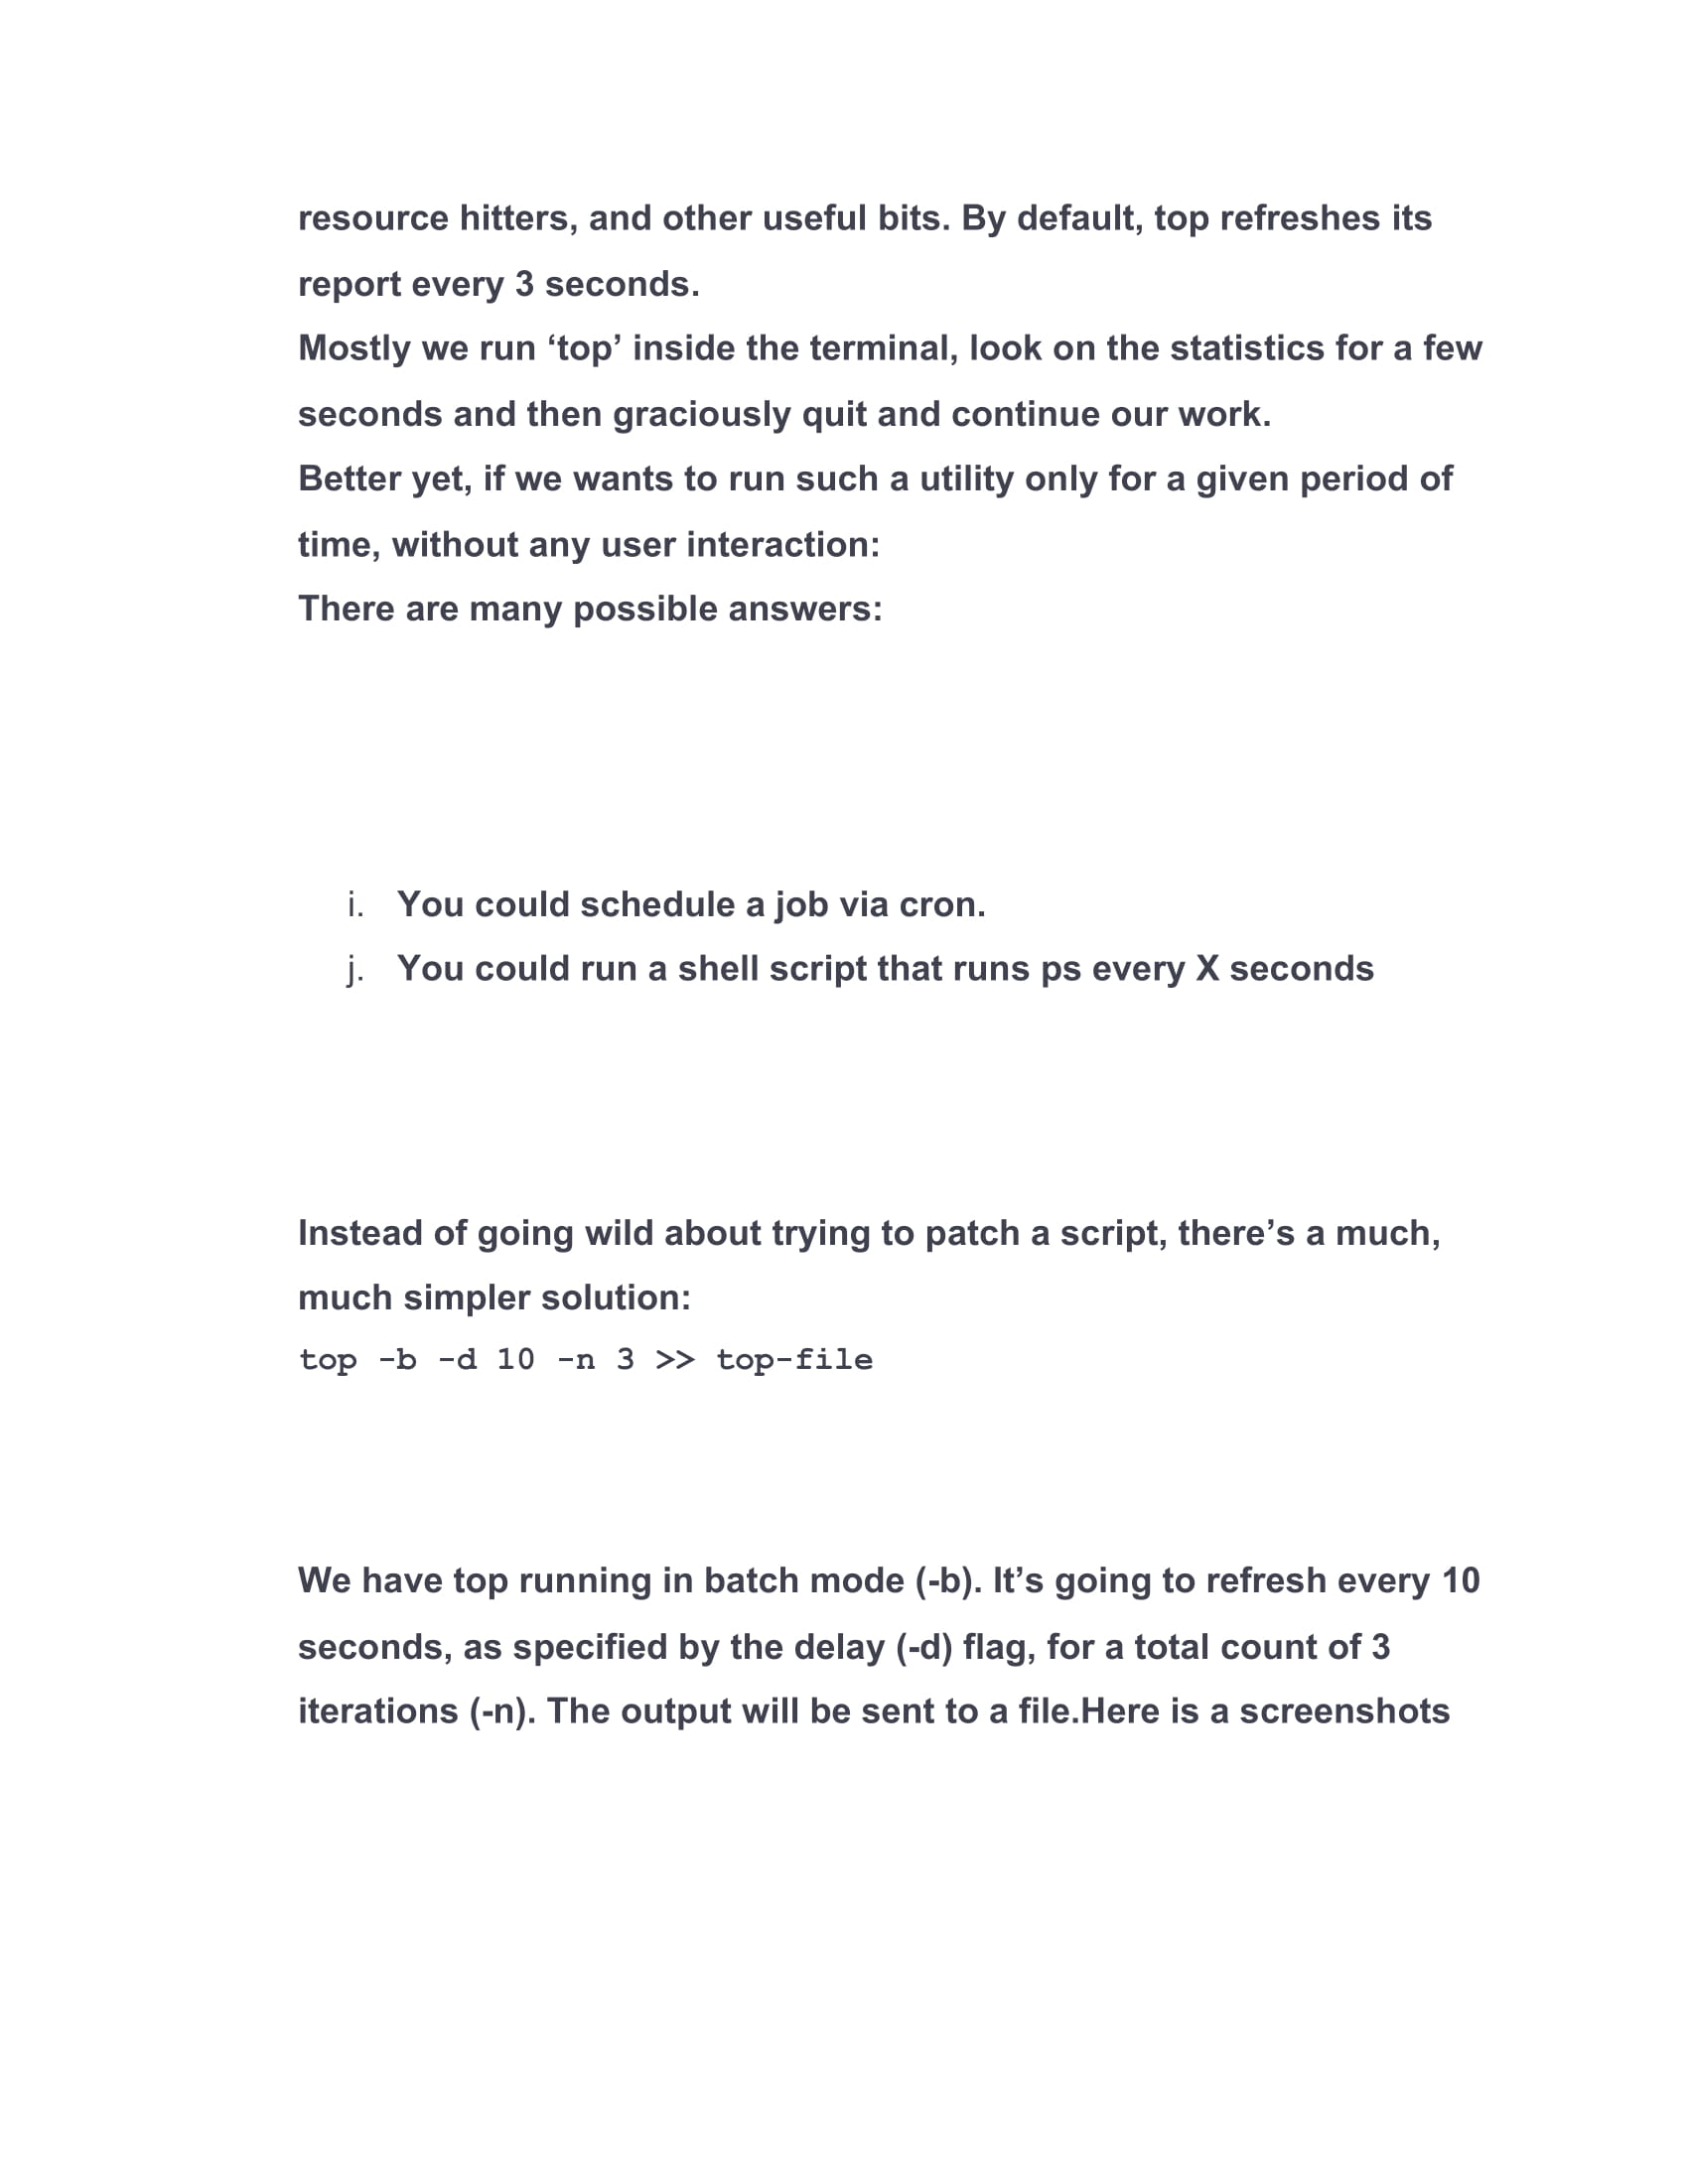 resource hitters, and other useful bits. By default, top refreshes its
report every 3 seconds.
Mostly we run ‘top’ inside the terminal, look on the statistics for a few
seconds and then graciously quit and continue our work.
Better yet, if we wants to run such a utility only for a given period of
time, without any user interaction:
There are many possible answers:
i. You could schedule a job via cron.
j. You could run a shell script that runs ps every X seconds
Instead of going wild about trying to patch a script, there’s a much,
much simpler solution:
top -b -d 10 -n 3 >> top-file
We have top running in batch mode (-b). It’s going to refresh every 10
seconds, as specified by the delay (-d) flag, for a total count of 3
iterations (-n). The output will be sent to a file.Here is a screenshots